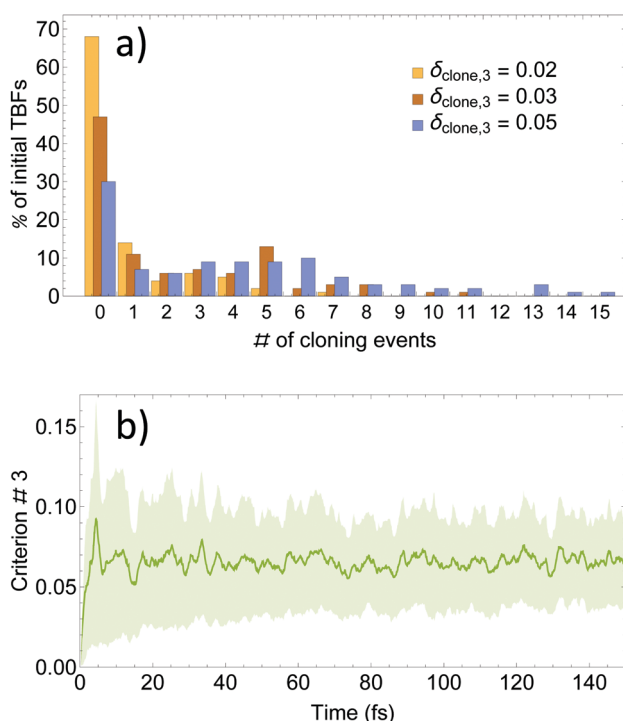 a)
70
60
50
40
30
20
10
0
% of initial TBFs
δclone,3 = 0.02
δclone,3 = 0.03
δclone,3 = 0.05
0 1 2 3 4 5 6 7 8 9 10 11 12 13 14 15
# of cloning events
b)
0.15
0.10
0.05
0.00
Criterion # 3
0 20 40 60 80 100 120 140
Time (fs)